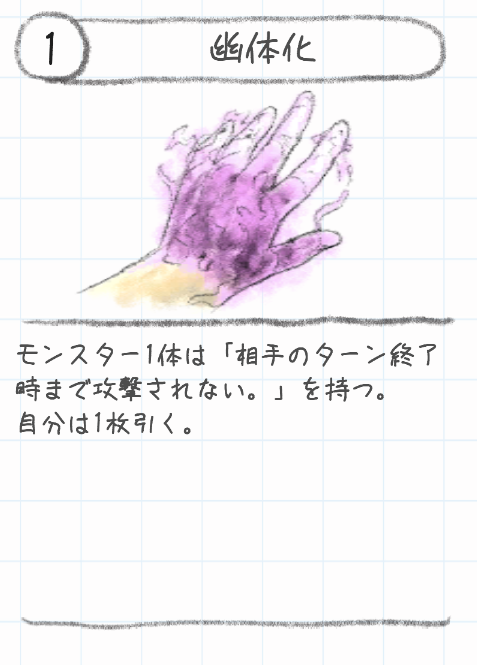 1
幽体化
モンスター1体は「相手のターン終了
時まで攻撃されない。」を持つ。
自分は1枚引く。